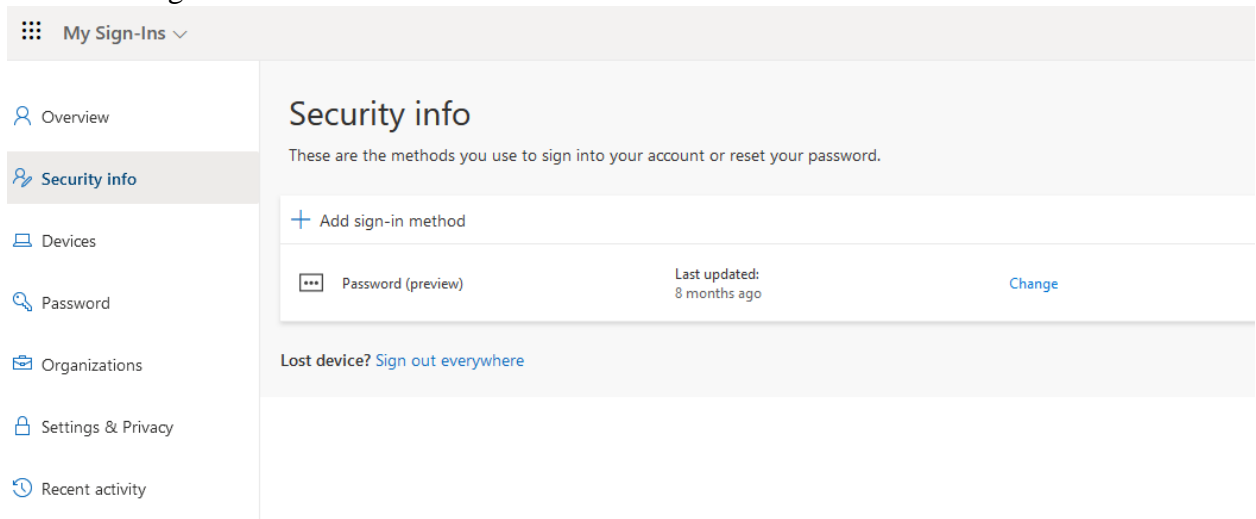 My Sign-Ins
Overview
Security info
Devices
Password
Organizations
Settings & Privacy
Recent activity
Security info
These are the methods you use to sign into your account or reset your password.
Add sign-in method
Password (preview)
Last updated:
8 months ago
Change
Lost device? Sign out everywhere